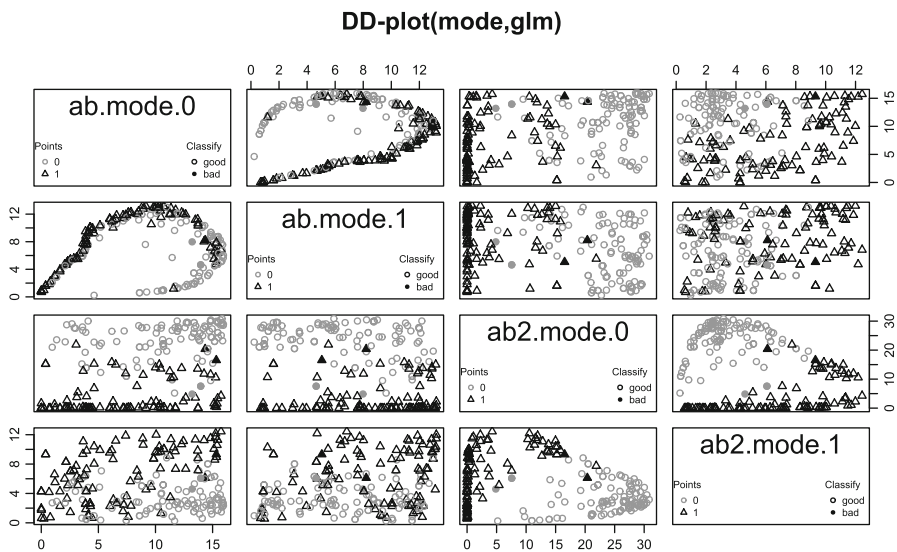 DD-plot(mode,glm)
0 2 4 6 8 10 12
0 2 4 6 8 10 12
ab.mode.0
Points Classify
0 good
1 bad
15
10
5
0
12
8
4
0
ab.mode.1
Points Classify
0 good
1 bad
ab2.mode.0
Points Classify
0 good
1 bad
30
20
10
0
12
8
4
0
ab2.mode.1
Points Classify
0 good
1 bad
0 5 10 15
0 5 10 15 20 25 30